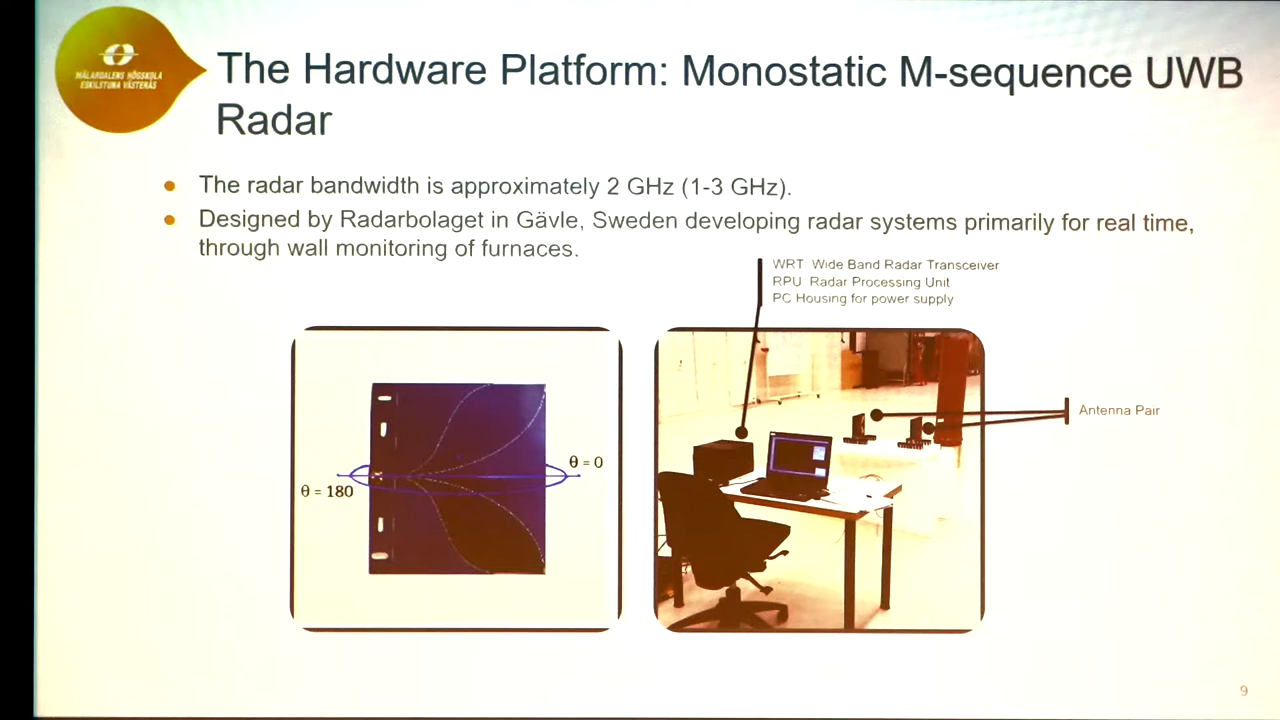 MÄLARDALENS HÖGSKOLA
ESKILSTUNA VÄSTERÅS
The Hardware Platform: Monostatic M-sequence UWB
Radar
The radar bandwidth is approximately 2 GHz (1-3 GHz).
Designed by Radarbolaget in Gävle, Sweden developing radar systems primarily for real time,
through wall monitoring of furnaces.
WRT Wide Band Radar Transceiver
RPU Radar Processing Unit
PC Housing for power supply
Antenna Pair
θ = 0
θ = 180
9